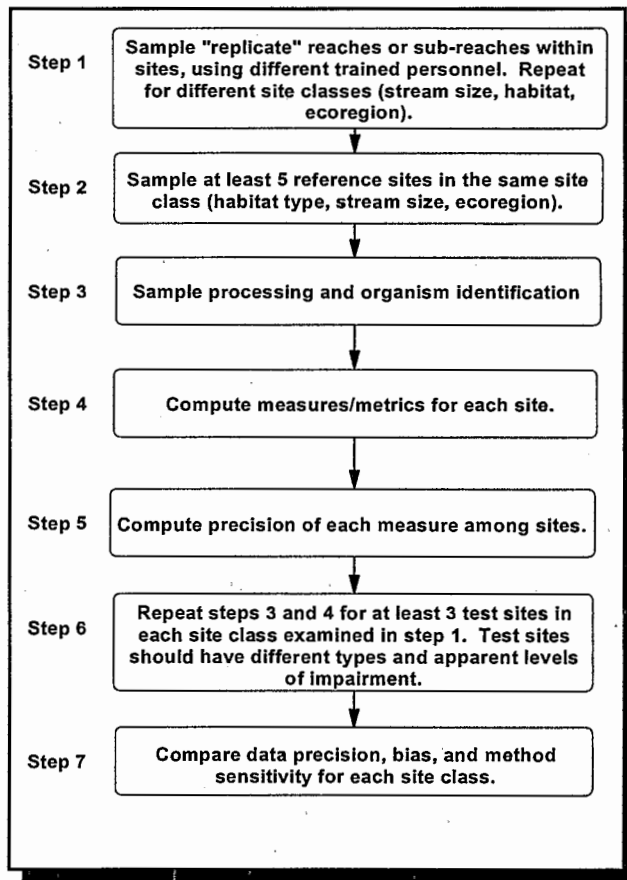 Step 1
Sample "replicate" reaches or sub-reaches within
sites, using different trained personnel. Repeat
for different site classes (stream size, habitat,
ecoregion).
Step 2
Sample at least 5 reference sites in the same site
class (habitat type, stream size, ecoregion).
Step 3
Sample processing and organism identification
Step 4
Compute measures/metrics for each site.
Step 5
Compute precision of each measure among sites.
Step 6
Repeat steps 3 and 4 for at least 3 test sites in
each site class examined in step 1. Test sites
should have different types and apparent levels
of impairment.
Step 7
Compare data precision, bias, and method
sensitivity for each site class.